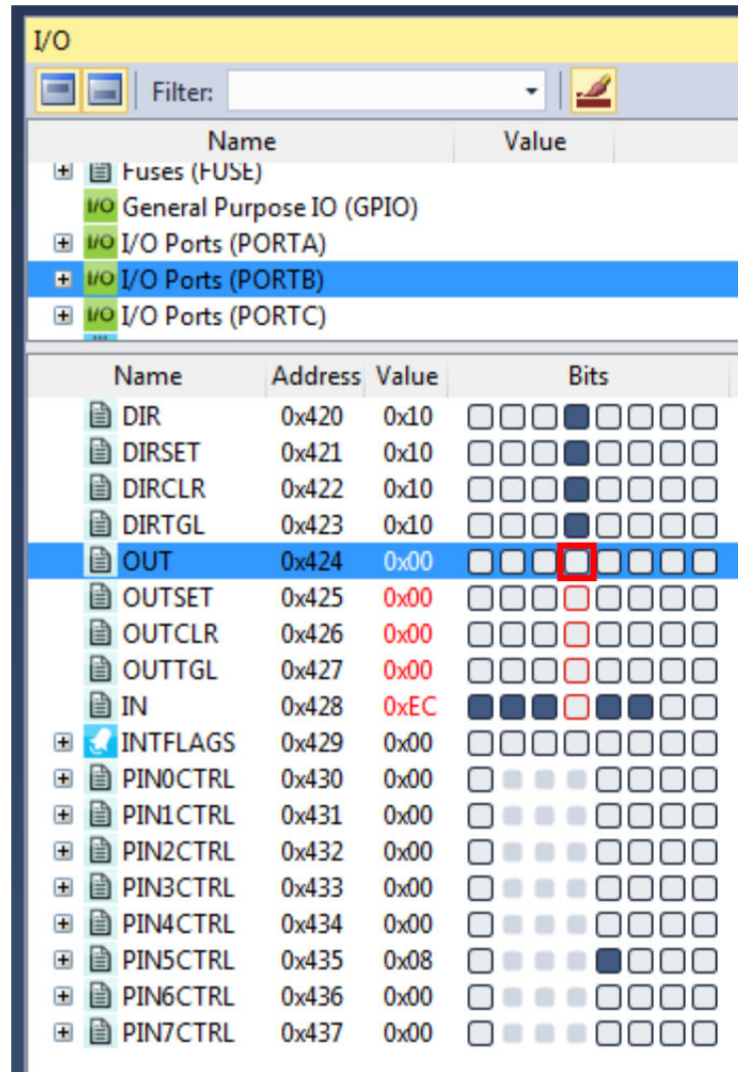 I/O
Filter:
Name Value
Fuses (FUSE)
I/O General Purpose IO (GPIO)
I/O I/O Ports (PORTA)
I/O I/O Ports (PORTB)
I/O I/O Ports (PORTC)
Name Address Value Bits
DIR 0x420 0x10
DIRSET 0x421 0x10
DIRCLR 0x422 0x10
DIRTGL 0x423 0x10
OUT 0x424 0x00
OUTSET 0x425 0x00
OUTCLR 0x426 0x00
OUTTGL 0x427 0x00
IN 0x428 0xEC
INTFLAGS 0x429 0x00
PIN0CTRL 0x430 0x00
PIN1CTRL 0x431 0x00
PIN2CTRL 0x432 0x00
PIN3CTRL 0x433 0x00
PIN4CTRL 0x434 0x00
PIN5CTRL 0x435 0x08
PIN6CTRL 0x436 0x00
PIN7CTRL 0x437 0x00